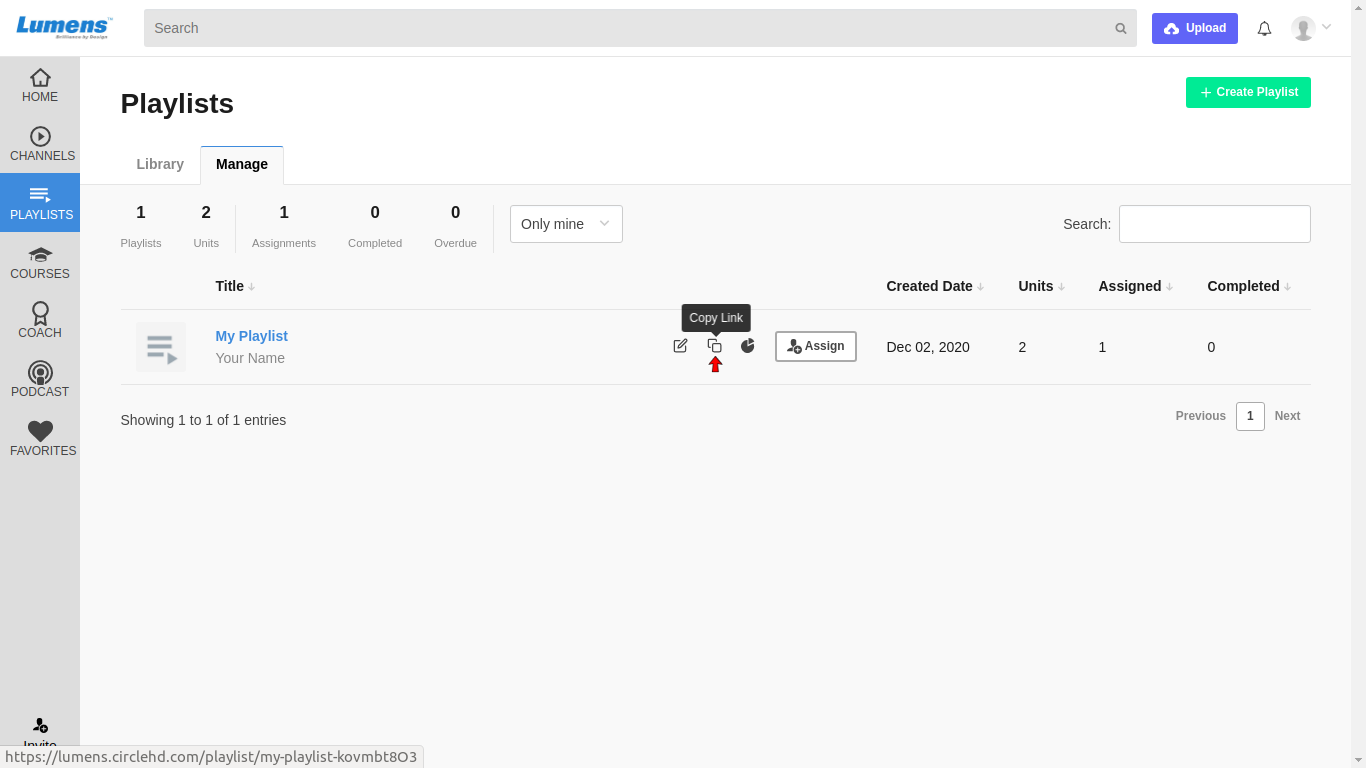 Lumens™
Brilliance by Design
Search
Upload
HOME
CHANNELS
PLAYLISTS
COURSES
COACH
PODCAST
FAVORITES
Invite
Playlists
Create Playlist
Library
Manage
1 2 1 0 0
Playlists Units Assignments Completed Overdue
Only mine
Search:
Title Created Date Units Assigned Completed
Copy Link
My Playlist
Your Name
Assign
Dec 02, 2020 2 1 0
Showing 1 to 1 of 1 entries
Previous 1 Next
https://lumens.circlehd.com/playlist/my-playlist-kovmbt8O3